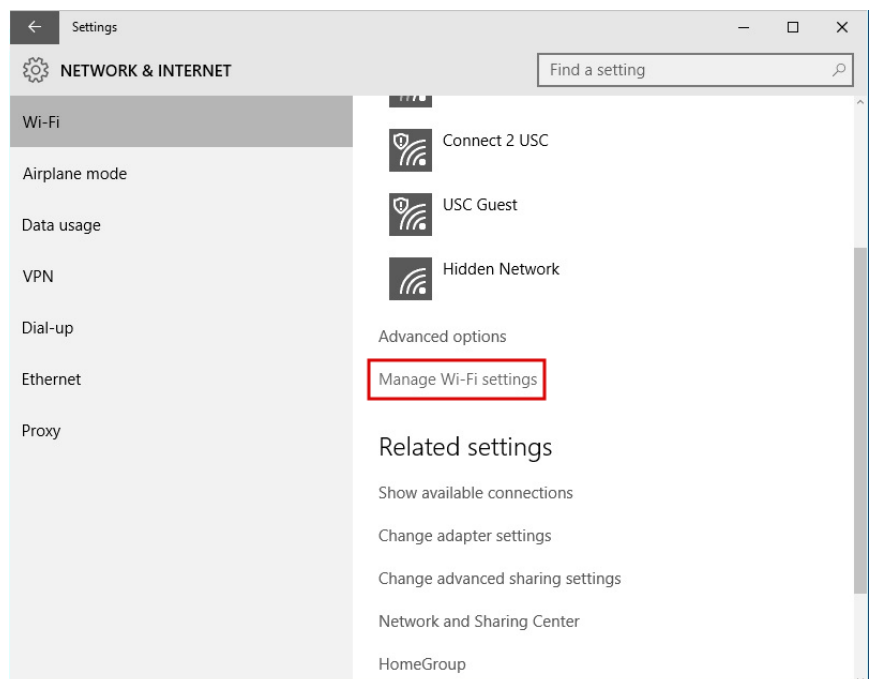 Settings
NETWORK & INTERNET
Find a setting
Wi-Fi
Airplane mode
Data usage
VPN
Dial-up
Ethernet
Proxy
Connect 2 USC
USC Guest
Hidden Network
Advanced options
Manage Wi-Fi settings
Related settings
Show available connections
Change adapter settings
Change advanced sharing settings
Network and Sharing Center
HomeGroup